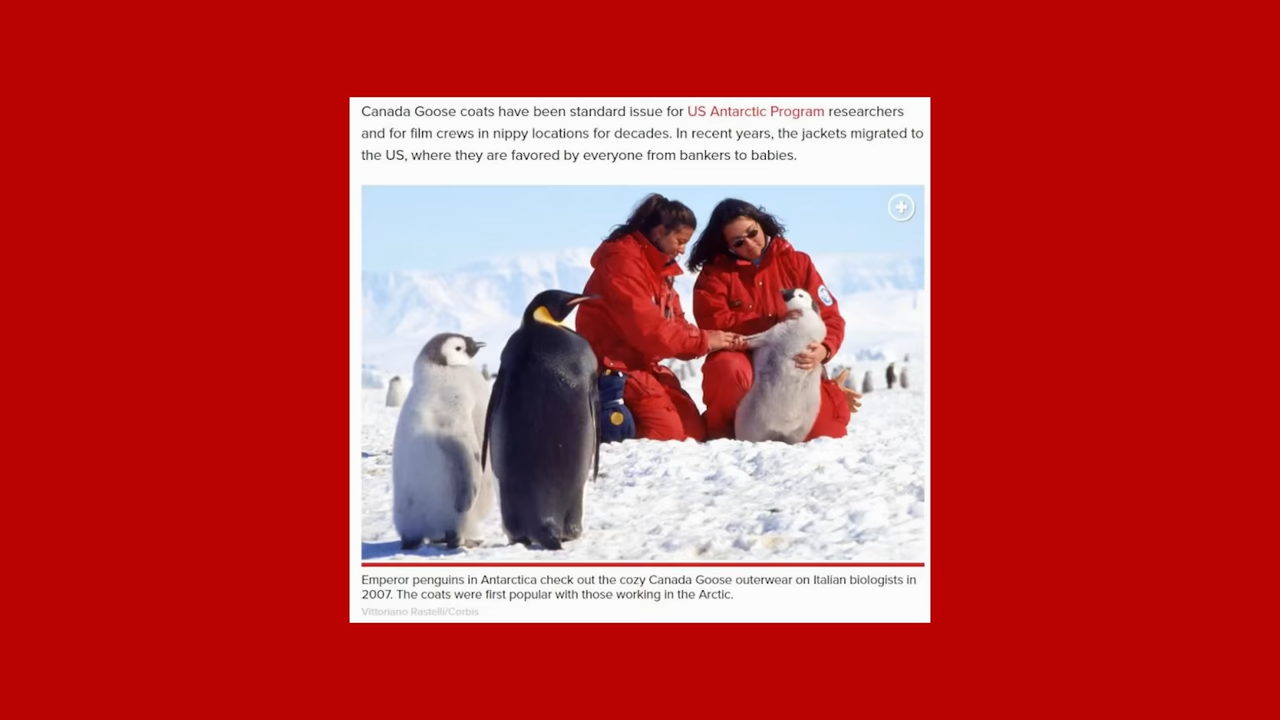 Canada Goose coats have been standard issue for US Antarctic Program researchers
and for film crews in nippy locations for decades. In recent years, the jackets migrated to
the US, where they are favored by everyone from bankers to babies.
Emperor penguins in Antarctica check out the cozy Canada Goose outerwear on Italian biologists in
2007. The coats were first popular with those working in the Arctic.
Vittoriano Rastelli/Corbis